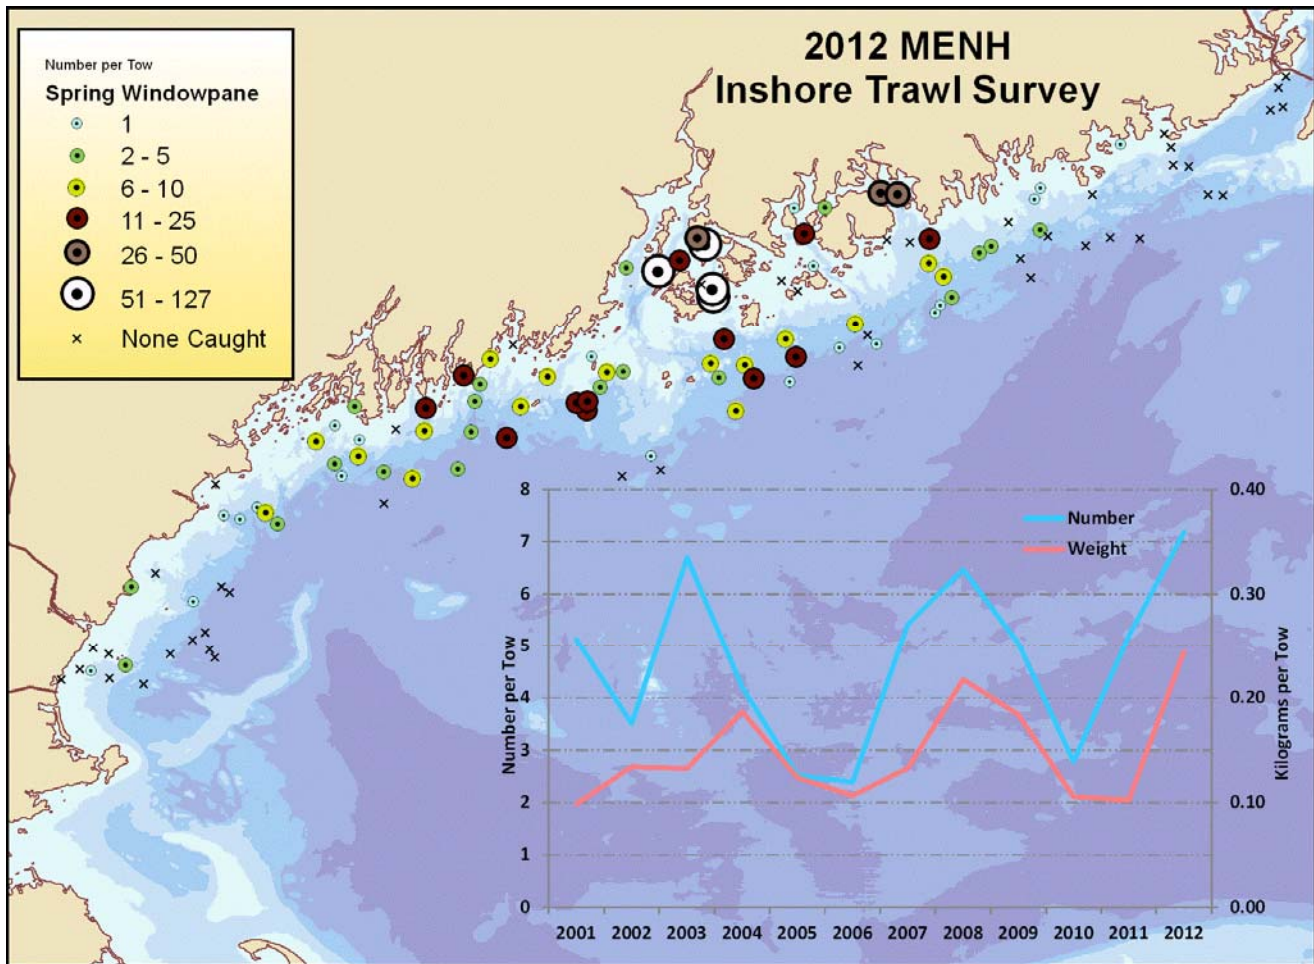 2012 MENH
Inshore Trawl Survey
Number per Tow
Spring Windowpane
1
2 - 5
6 - 10
11 - 25
26 - 50
51 - 127
None Caught
8
7
6
5
4
3
2
1
0
Number per Tow
Number
Weight
0.40
0.30
0.20
0.10
0.00
Kilograms per Tow
2001 2002 2003 2004 2005 2006 2007 2008 2009 2010 2011 2012